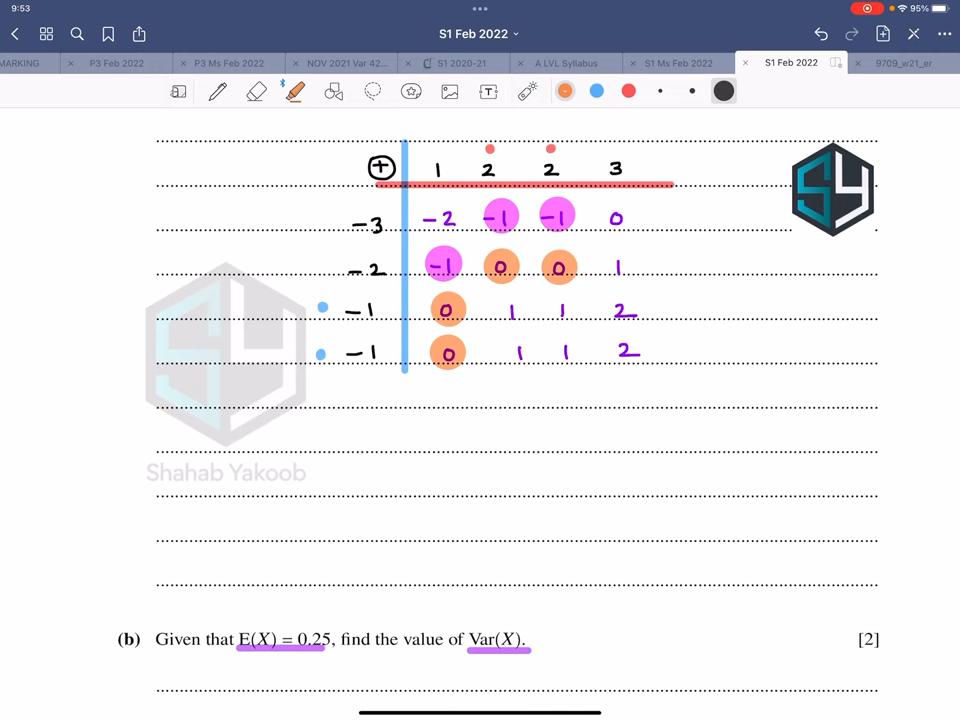 9:53
95%
S1 Feb 2022
MARKING
P3 Feb 2022
P3 Ms Feb 2022
NOV 2021 Var 42...
S1 2020-21
A LVL Syllabus
S1 Ms Feb 2022
S1 Feb 2022
9709_w21_er
+ 1 2 2 3
-3 -2 -1 -1 0
-2 -1 0 0 1
-1 0 1 1 2
-1 0 1 1 2
SY
SY
Shahab Yakoob
(b) Given that E(X) = 0.25, find the value of Var(X). [2]